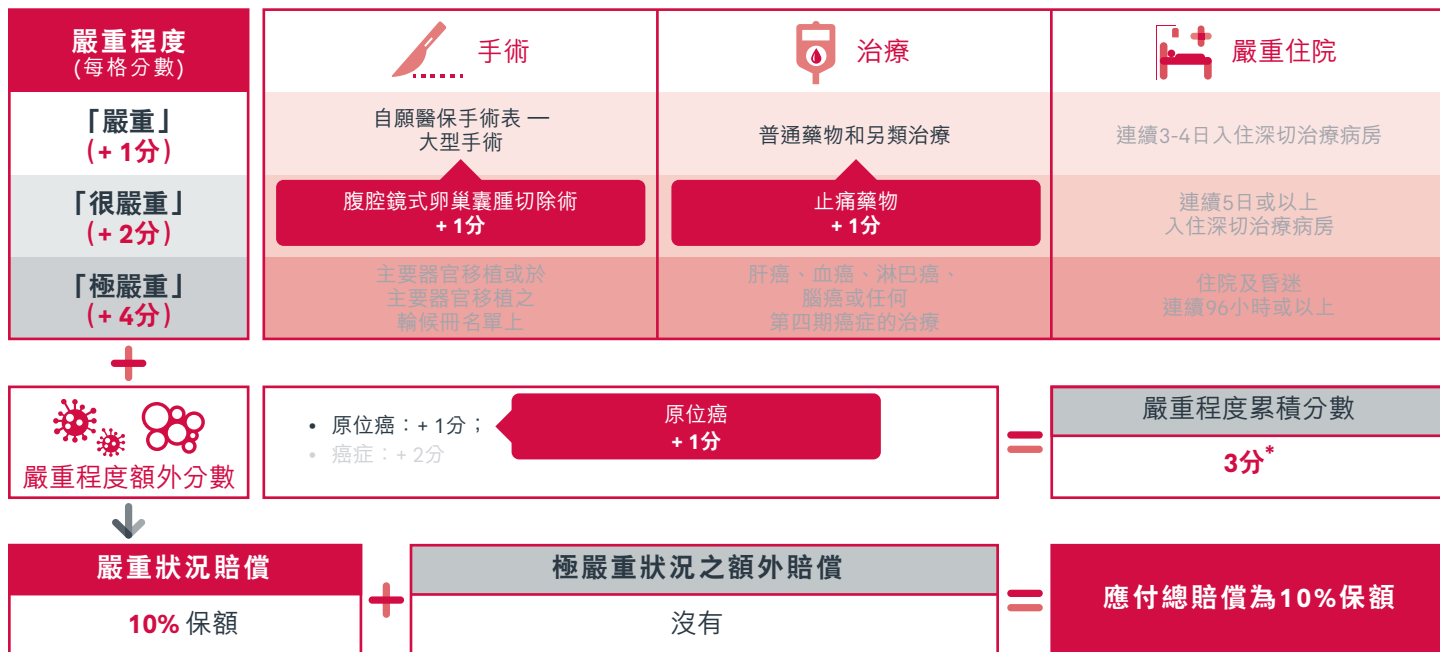 嚴重程度
(每格分數)
手術
治療
嚴重住院
「嚴重」
(+ 1分)
自願醫保手術表 —
大型手術
普通藥物和另類治療
連續3-4日入住深切治療病房
「很嚴重」
(+ 2分)
腹腔鏡式卵巢囊腫切除術
+ 1分
止痛藥物
+ 1分
連續5日或以上
入住深切治療病房
「極嚴重」
(+ 4分)
主要器官移植或於
主要器官移植之
輪候冊名單上
肝癌、血癌、淋巴癌、
腦癌或任何
第四期癌症的治療
住院及昏迷
連續96小時或以上
+
嚴重程度額外分數
• 原位癌：+ 1分；
• 癌症：+ 2分
原位癌
+ 1分
=
嚴重程度累積分數
3分*
嚴重狀況賠償
10% 保額
+
極嚴重狀況之額外賠償
沒有
=
應付總賠償為10%保額